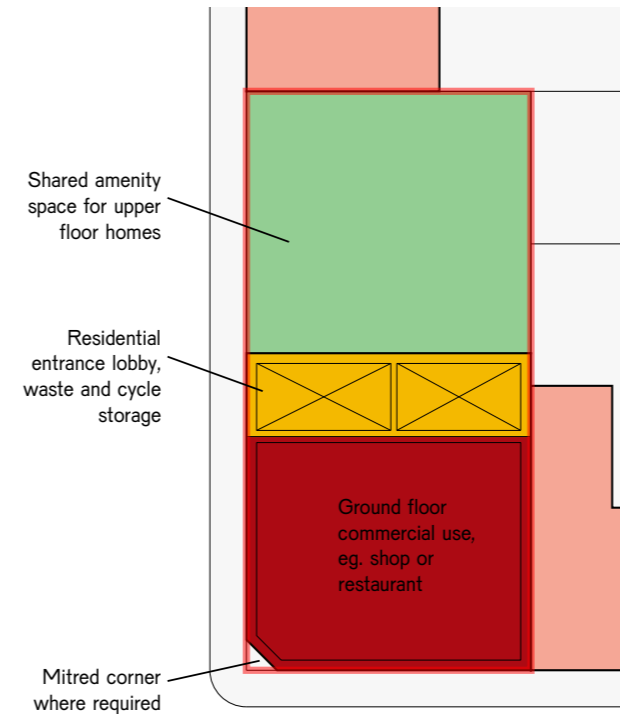 Shared amenity
space for upper
floor homes
Residential
entrance lobby,
waste and cycle
storage
Ground floor
commercial use,
eg. shop or
restaurant
Mitred corner
where required